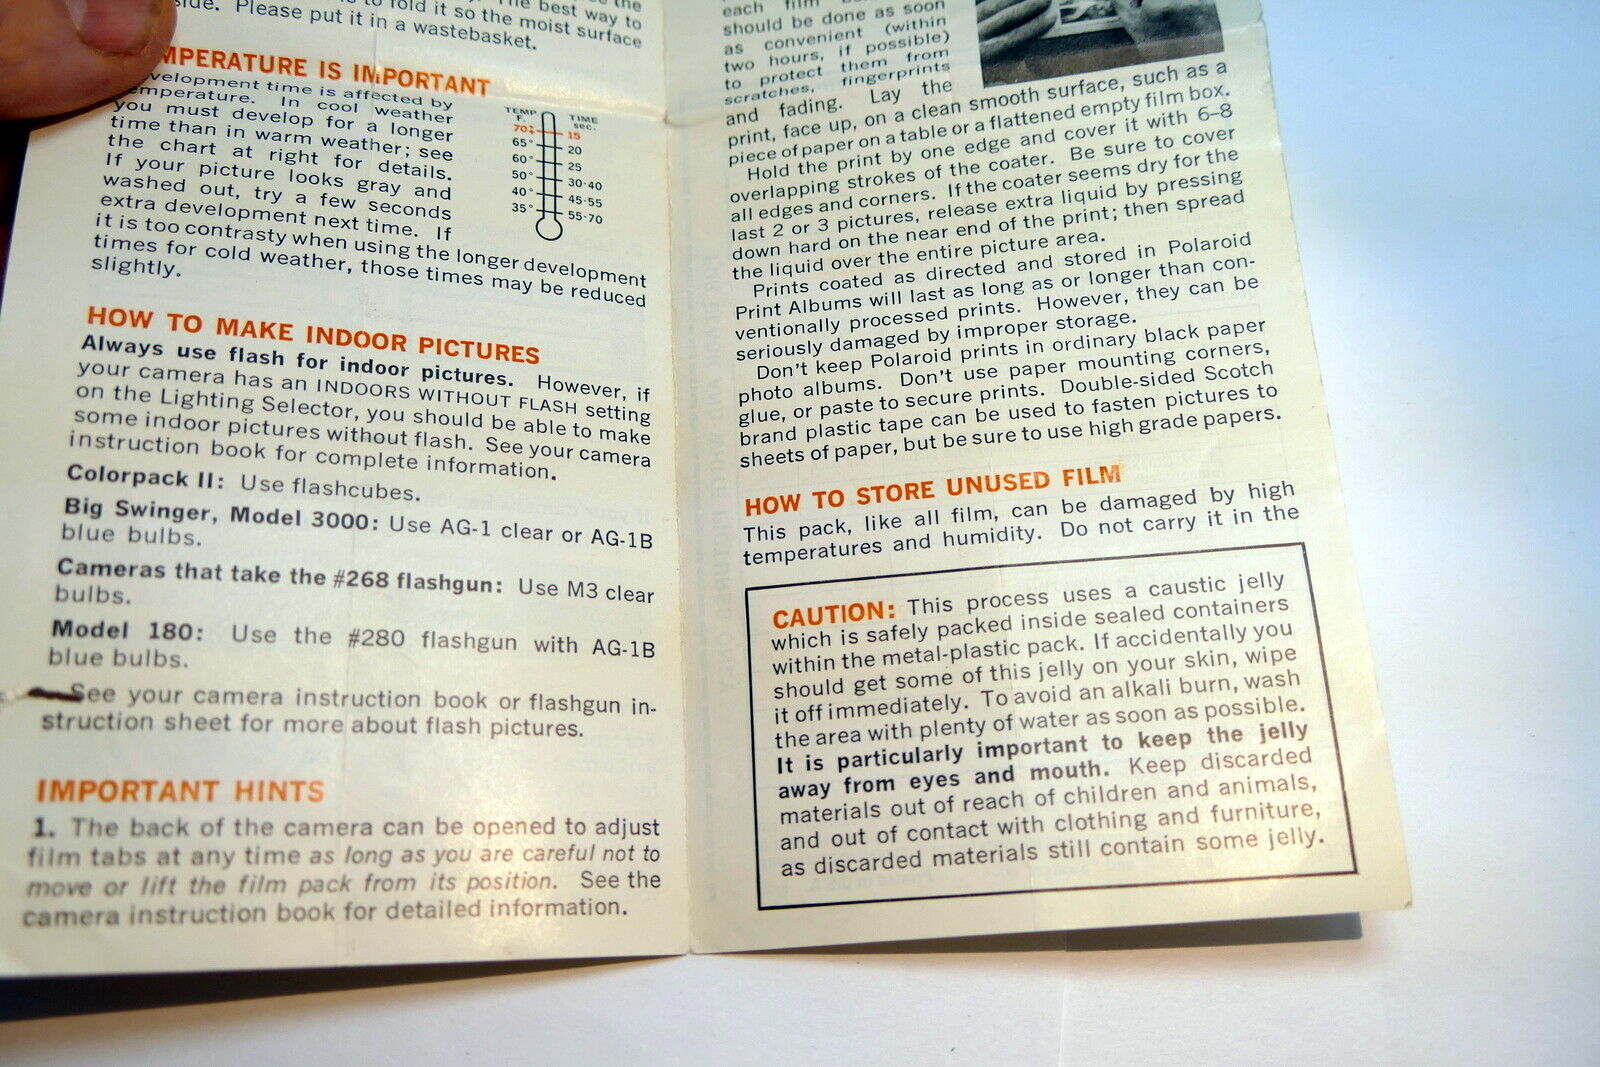 Please put it in a wastebasket.
to fold it so the moist surface
The best way to
TEMPERATURE IS IMPORTANT
Development time is affected by
temperature. In cool weather
you must develop for a longer
time than in warm weather; see
the chart at right for details.
If your picture looks gray and
washed out, try a few seconds
extra development next time. If
it is too contrasty when using the longer development
times for cold weather, those times may be reduced
slightly.
TEMP. F. TIME sec.
70‡ 15
65° 20
60° 25
50° 30-40
40° 45-55
35° 55-70
HOW TO MAKE INDOOR PICTURES
Always use flash for indoor pictures. However, if
your camera has an INDOORS WITHOUT FLASH setting
on the Lighting Selector, you should be able to make
some indoor pictures without flash. See your camera
instruction book for complete information.
Colorpack II: Use flashcubes.
Big Swinger, Model 3000: Use AG-1 clear or AG-1B
blue bulbs.
Cameras that take the #268 flashgun: Use M3 clear
bulbs.
Model 180: Use the #280 flashgun with AG-1B
blue bulbs.
See your camera instruction book or flashgun in-
struction sheet for more about flash pictures.
IMPORTANT HINTS
1. The back of the camera can be opened to adjust
film tabs at any time as long as you are careful not to
move or lift the film pack from its position. See the
camera instruction book for detailed information.
each film
should be done as soon
as convenient (within
two hours, if possible)
to protect them from
scratches, fingerprints
and fading. Lay the
print, face up, on a clean smooth surface, such as a
piece of paper on a table or a flattened empty film box.
Hold the print by one edge and cover it with 6-8
overlapping strokes of the coater. Be sure to cover
all edges and corners. If the coater seems dry for the
last 2 or 3 pictures, release extra liquid by pressing
down hard on the near end of the print; then spread
the liquid over the entire picture area.
Prints coated as directed and stored in Polaroid
Print Albums will last as long as or longer than con-
ventionally processed prints. However, they can be
seriously damaged by improper storage.
Don't keep Polaroid prints in ordinary black paper
photo albums. Don't use paper mounting corners,
glue, or paste to secure prints. Double-sided Scotch
brand plastic tape can be used to fasten pictures to
sheets of paper, but be sure to use high grade papers.
HOW TO STORE UNUSED FILM
This pack, like all film, can be damaged by high
temperatures and humidity. Do not carry it in the
CAUTION: This process uses a caustic jelly
which is safely packed inside sealed containers
within the metal-plastic pack. If accidentally you
should get some of this jelly on your skin, wipe
it off immediately. To avoid an alkali burn, wash
the area with plenty of water as soon as possible.
It is particularly important to keep the jelly
away from eyes and mouth. Keep discarded
materials out of reach of children and animals,
and out of contact with clothing and furniture,
as discarded materials still contain some jelly.